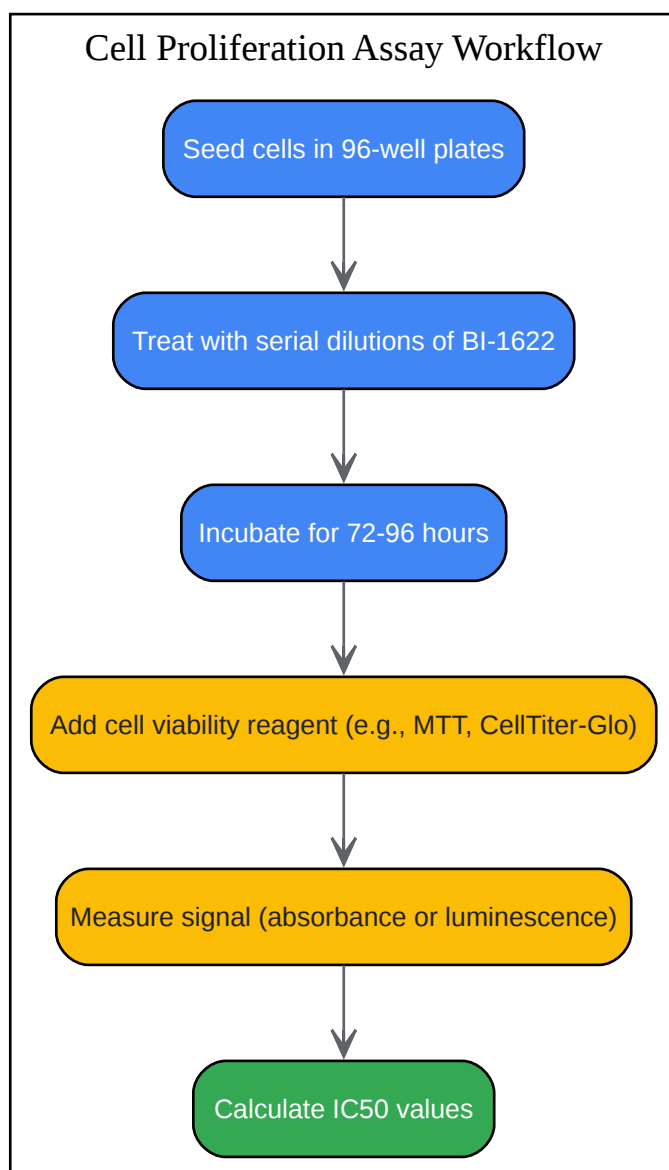 Cell Proliferation Assay Workflow
Seed cells in 96-well plates
Treat with serial dilutions of BI-1622
Incubate for 72-96 hours
Add cell viability reagent (e.g., MTT, CellTiter-Glo)
Measure signal (absorbance or luminescence)
Calculate IC50 values